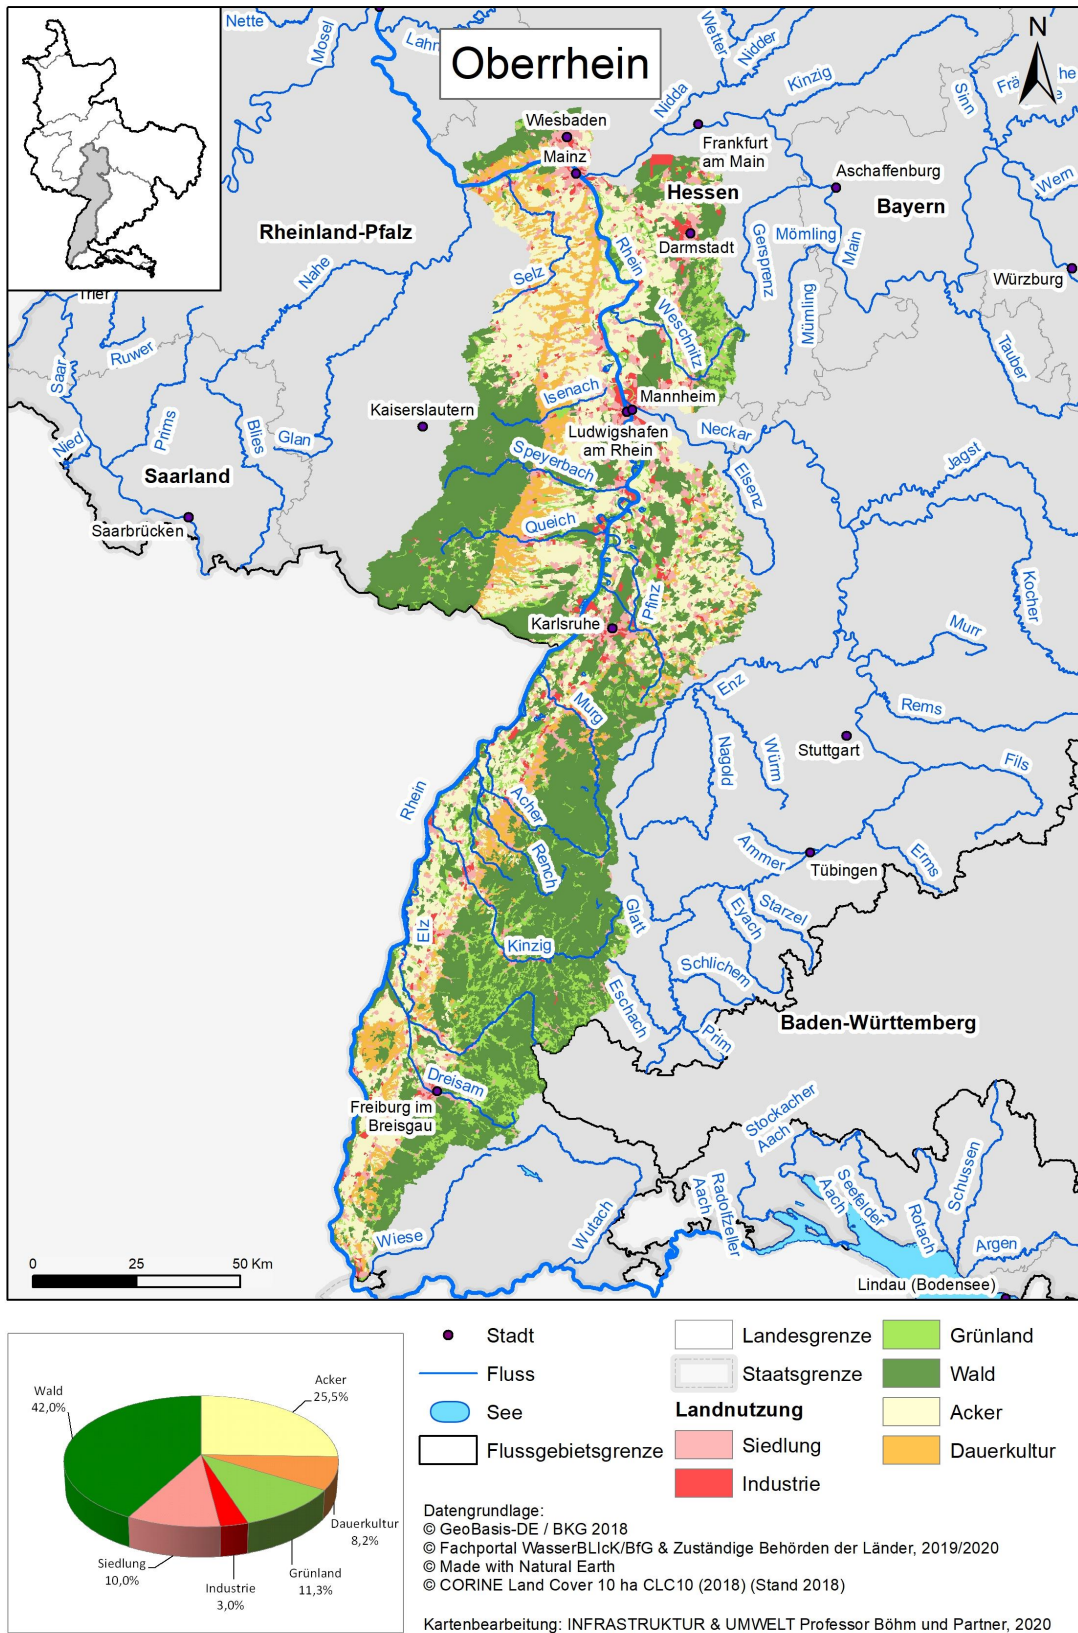 Oberrhein
N
Nette
Mosel
Lahn
Wetter
Nidder
Nidda
Kinzig
Sinn
Wiesbaden
Mainz
Frankfurt
am Main
Aschaffenburg
Hessen
Bayern
Wern
Rheinland-Pfalz
Darmstadt
Gersprenz
Mömling
Main
Rhein
Würzburg
Nahe
Selz
Trier
Ruwer
Saar
Weschnitz
Mümling
Tauber
Prims
Isenach
Mannheim
Kaiserslautern
Ludwigshafen
am Rhein
Neckar
Nied
Blies
Glan
Speyerbach
Elsenz
Jagst
Saarland
Saarbrücken
Queich
Pfinz
Kocher
Karlsruhe
Murr
Enz
Murg
Rems
Nagold
Würm
Stuttgart
Fils
Rhein
Acher
Rench
Ammer
Tübingen
Erms
Glatt
Eyach
Starzel
Elz
Kinzig
Schlichem
Eschach
Prim
Baden-Württemberg
Dreisam
Freiburg im
Breisgau
Stockacher
Aach
Radolfzeller
Aach
Seefelder
Aach
Rotach
Schussen
Wiese
Wutach
Argen
Lindau (Bodensee)
0 25 50 Km
Stadt
Fluss
See
Flussgebietsgrenze
Landesgrenze
Staatsgrenze
Landnutzung
Siedlung
Industrie
Grünland
Wald
Acker
Dauerkultur
Wald
42,0%
Acker
25,5%
Dauerkultur
8,2%
Siedlung
10,0%
Industrie
3,0%
Grünland
11,3%
Datengrundlage:
© GeoBasis-DE / BKG 2018
© Fachportal WasserBLIcK/BfG & Zuständige Behörden der Länder, 2019/2020
© Made with Natural Earth
© CORINE Land Cover 10 ha CLC10 (2018) (Stand 2018)
Kartenbearbeitung: INFRASTRUKTUR & UMWELT Professor Böhm und Partner, 2020